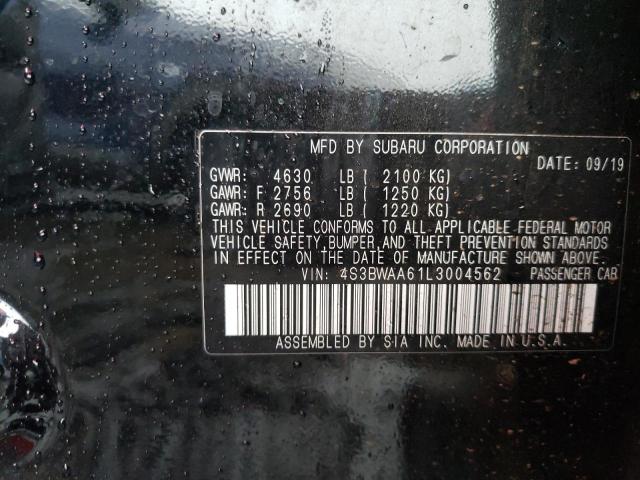 MFD BY SUBARU CORPORATION
DATE: 09/19
GVWR: 4630 LB ( 2100 KG)
GAWR: F 2756 LB ( 1250 KG)
GAWR: R 2690 LB ( 1220 KG)
THIS VEHICLE CONFORMS TO ALL APPLICABLE FEDERAL MOTOR
VEHICLE SAFETY, BUMPER, AND THEFT PREVENTION STANDARDS
IN EFFECT ON THE DATE OF MANUFACTURE SHOWN ABOVE.
VIN: 4S3BWAA61L3004562 PASSENGER CAR
ASSEMBLED BY SIA INC. MADE IN U.S.A.